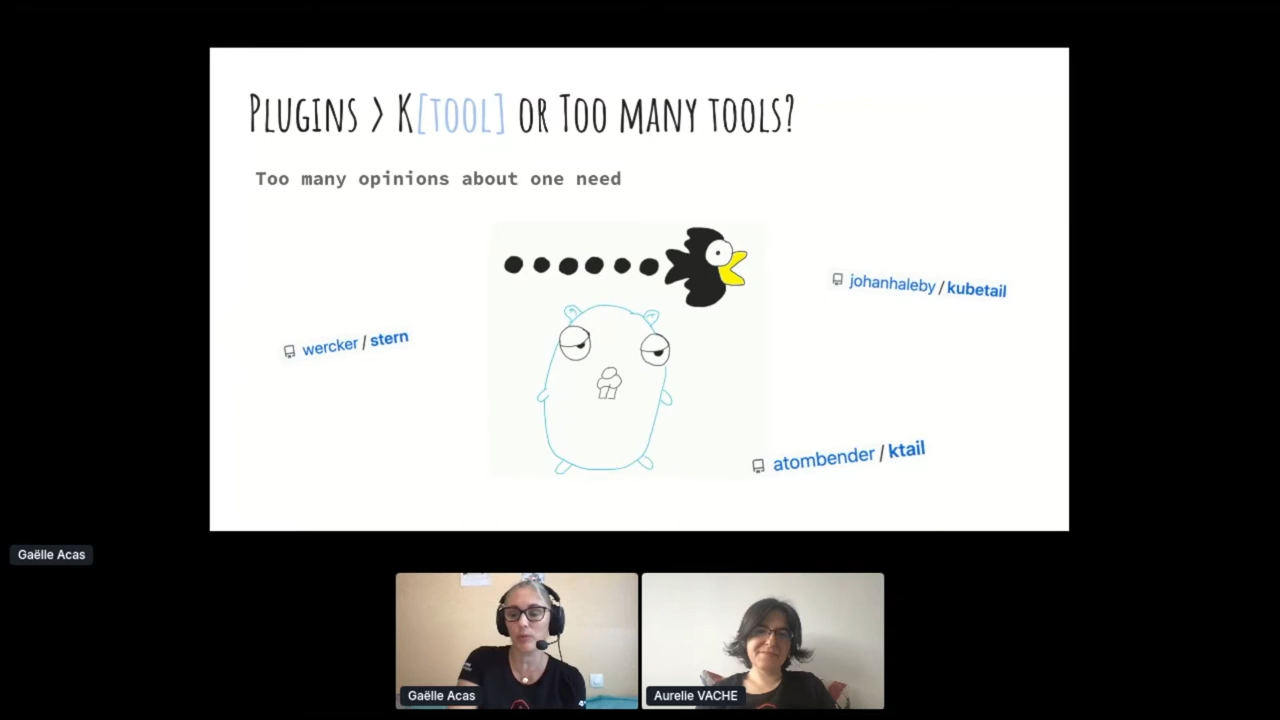 Plugins > K[tool] or Too many tools?
Too many opinions about one need
johanhaleby / kubetail
wercker / stern
atombender / ktail
Gaëlle Acas
Gaëlle Acas
Aurelie VACHE